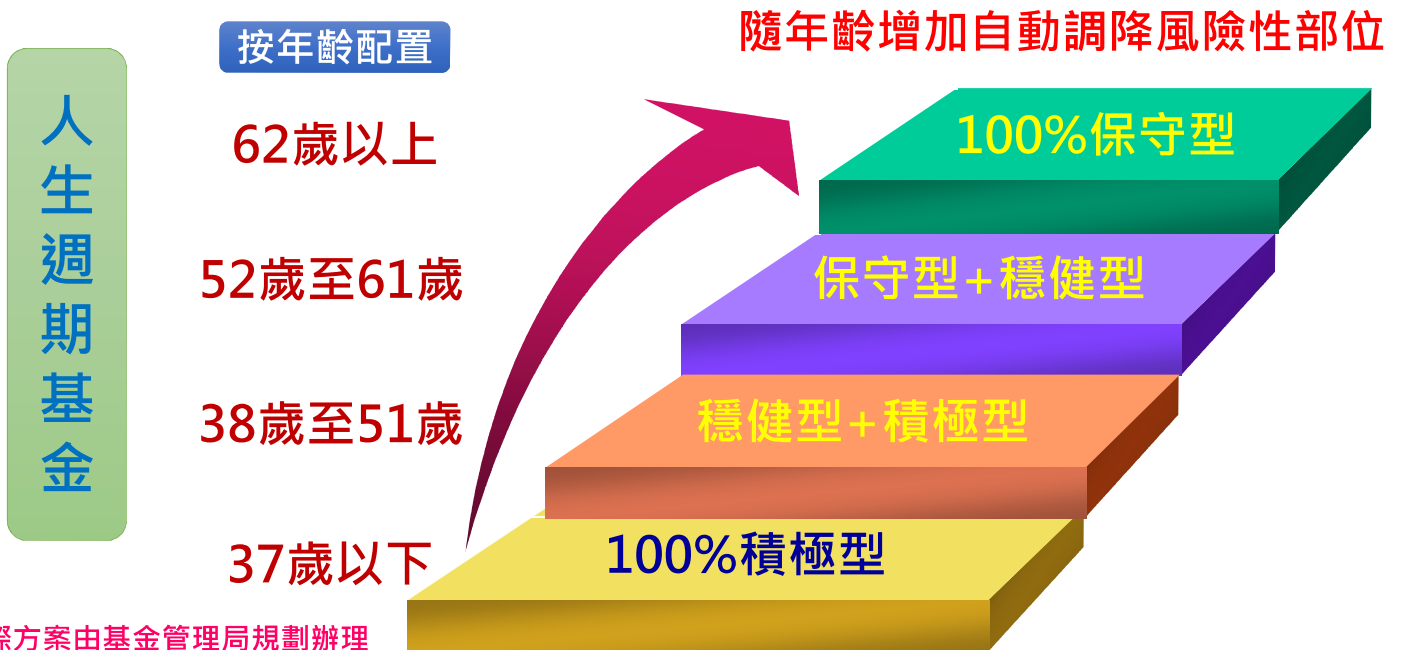 人生週期基金
按年齡配置
隨年齡增加自動調降風險性部位
62歲以上
100%保守型
52歲至61歲
保守型+穩健型
38歲至51歲
穩健型+積極型
37歲以下
100%積極型
方案由基金管理局規劃辦理